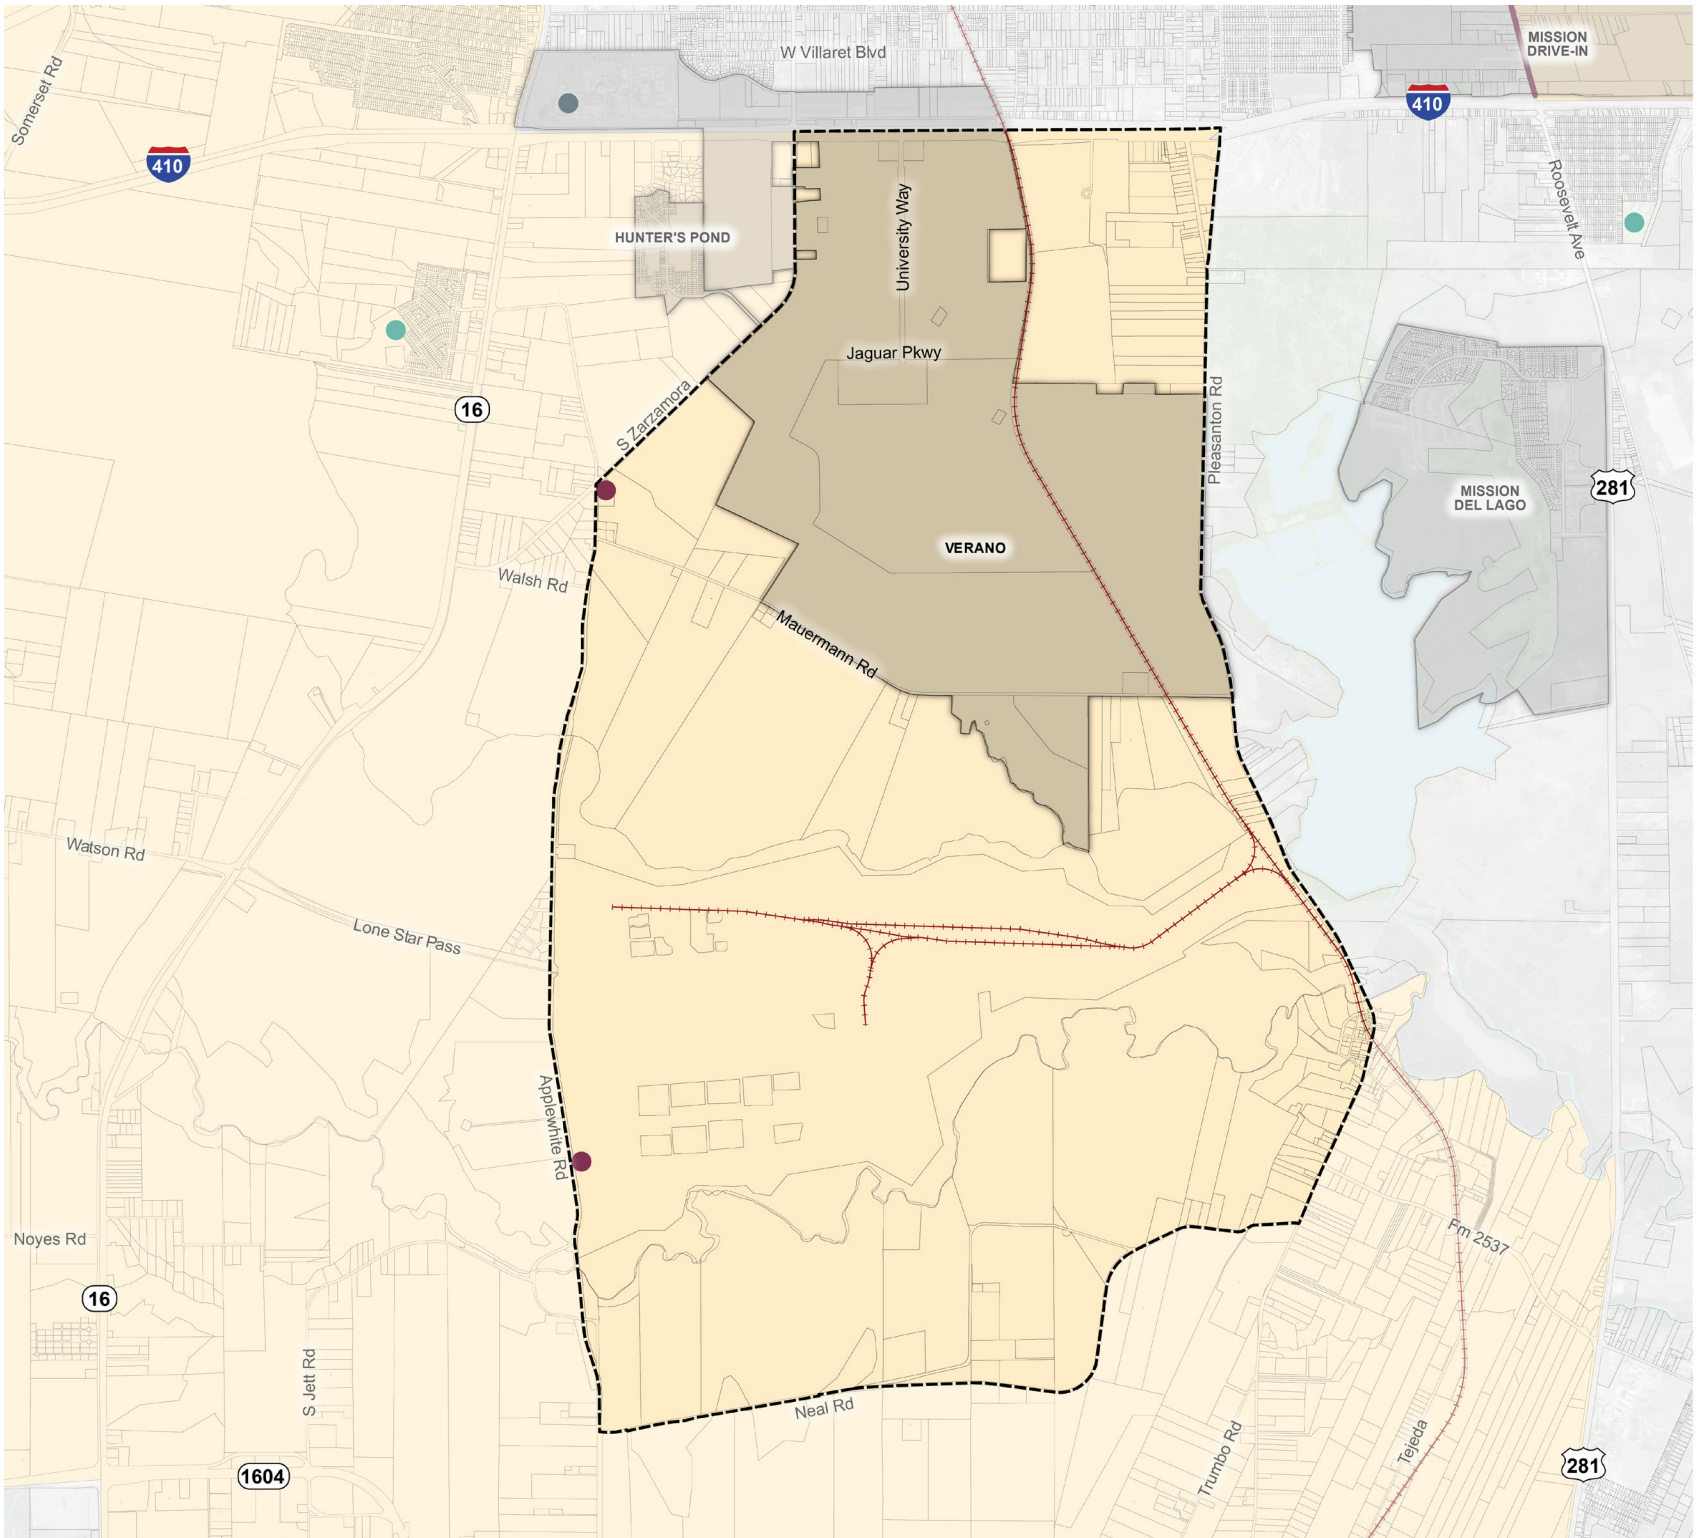 W Villaret Blvd
MISSION
DRIVE-IN
Somerset Rd
410
410
Roosevelt Ave
University Way
HUNTER'S POND
Jaguar Pkwy
16
S Zarzamora
Pleasanton Rd
281
MISSION
DEL LAGO
VERANO
Walsh Rd
Mauermann Rd
Watson Rd
Lone Star Pass
Applewhite Rd
Noyes Rd
Fm 2537
16
S Jett Rd
Neal Rd
Trumbo Rd
Tejeda
1604
281